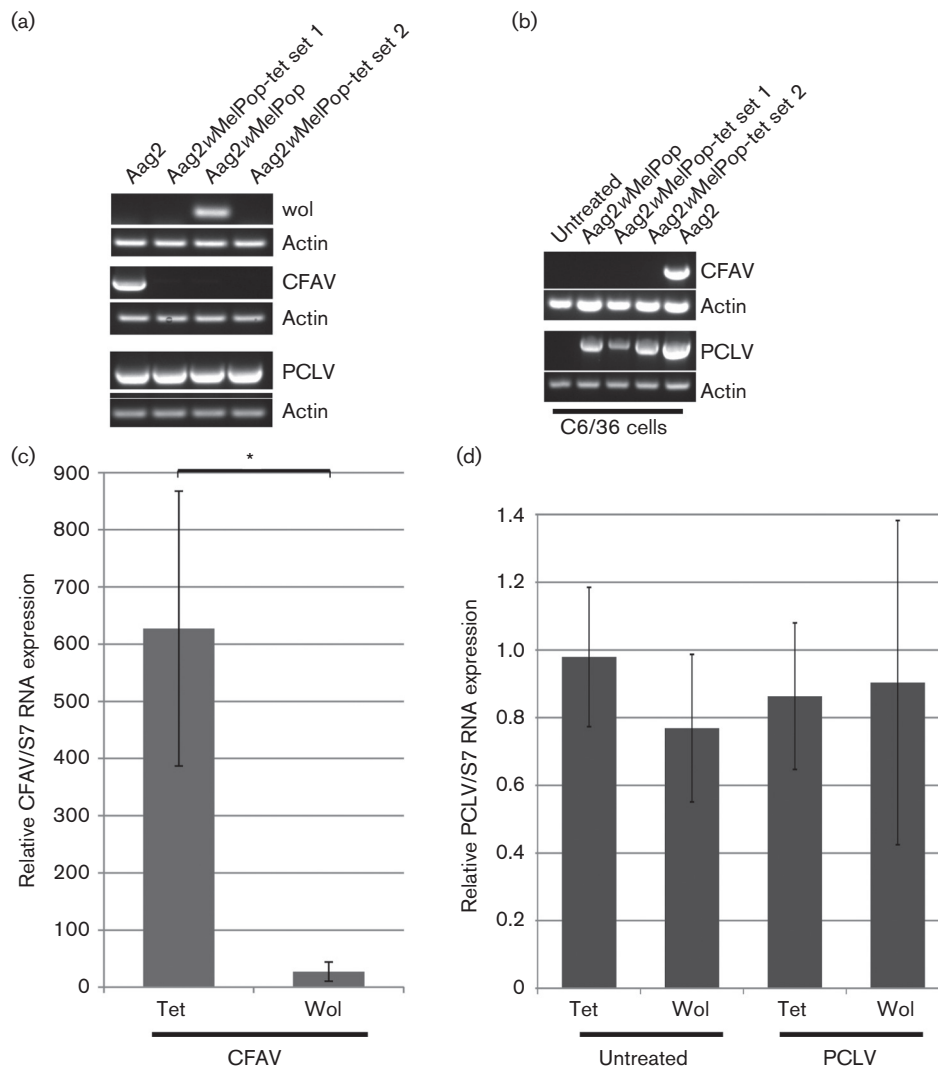 (a)
Aag2
Aag2wMelPop-tet set 1
Aag2wMelPop
Aag2wMelPop-tet set 2
wol
Actin
CFAV
Actin
PCLV
Actin
(b)
Untreated
Aag2wMelPop
Aag2wMelPop-tet set 1
Aag2wMelPop-tet set 2
Aag2
CFAV
Actin
PCLV
Actin
C6/36 cells
(c)
Relative CFAV/S7 RNA expression
900
800
700
600
500
400
300
200
100
0
*
Tet
Wol
CFAV
(d)
Relative PCLV/S7 RNA expression
1.4
1.2
1.0
0.8
0.6
0.4
0.2
0
Tet
Wol
Tet
Wol
Untreated
PCLV